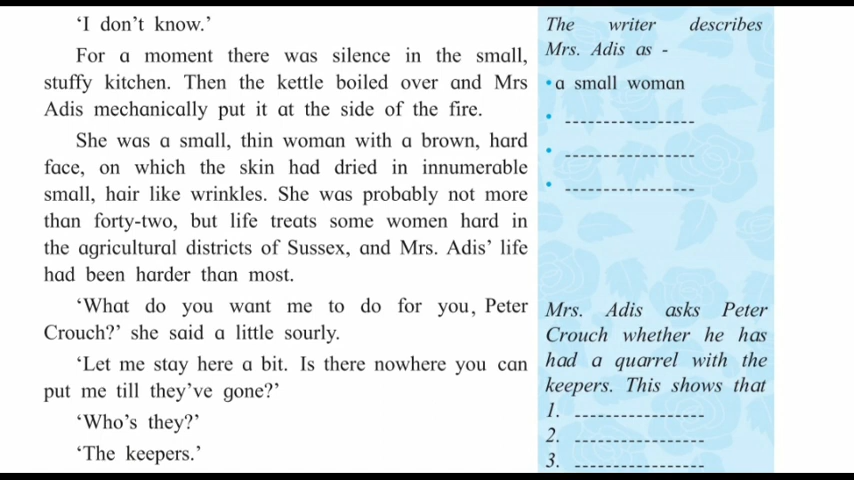 ‘I don’t know.’
For a moment there was silence in the small,
stuffy kitchen. Then the kettle boiled over and Mrs
Adis mechanically put it at the side of the fire.
She was a small, thin woman with a brown, hard
face, on which the skin had dried in innumerable
small, hair like wrinkles. She was probably not more
than forty-two, but life treats some women hard in
the agricultural districts of Sussex, and Mrs. Adis’ life
had been harder than most.
‘What do you want me to do for you, Peter
Crouch?’ she said a little sourly.
‘Let me stay here a bit. Is there nowhere you can
put me till they’ve gone?’
‘Who’s they?’
‘The keepers.’
The writer describes
Mrs. Adis as -
• a small woman
• ----------------
• ----------------
• ----------------
Mrs. Adis asks Peter
Crouch whether he has
had a quarrel with the
keepers. This shows that
1. ----------------
2. ----------------
3. ----------------